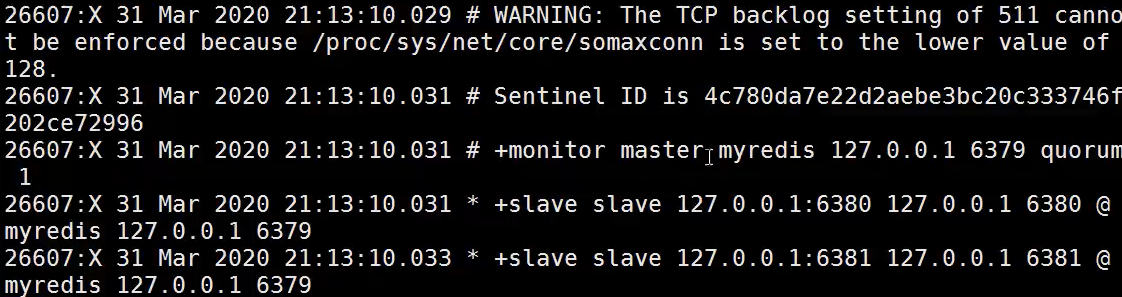 26607:X 31 Mar 2020 21:13:10.029 # WARNING: The TCP backlog setting of 511 canno
t be enforced because /proc/sys/net/core/somaxconn is set to the lower value of
128.
26607:X 31 Mar 2020 21:13:10.031 # Sentinel ID is 4c780da7e22d2aebe3bc20c333746f
202ce72996
26607:X 31 Mar 2020 21:13:10.031 # +monitor master myredis 127.0.0.1 6379 quorum
1
26607:X 31 Mar 2020 21:13:10.031 * +slave slave 127.0.0.1:6380 127.0.0.1 6380 @
myredis 127.0.0.1 6379
26607:X 31 Mar 2020 21:13:10.033 * +slave slave 127.0.0.1:6381 127.0.0.1 6381 @
myredis 127.0.0.1 6379